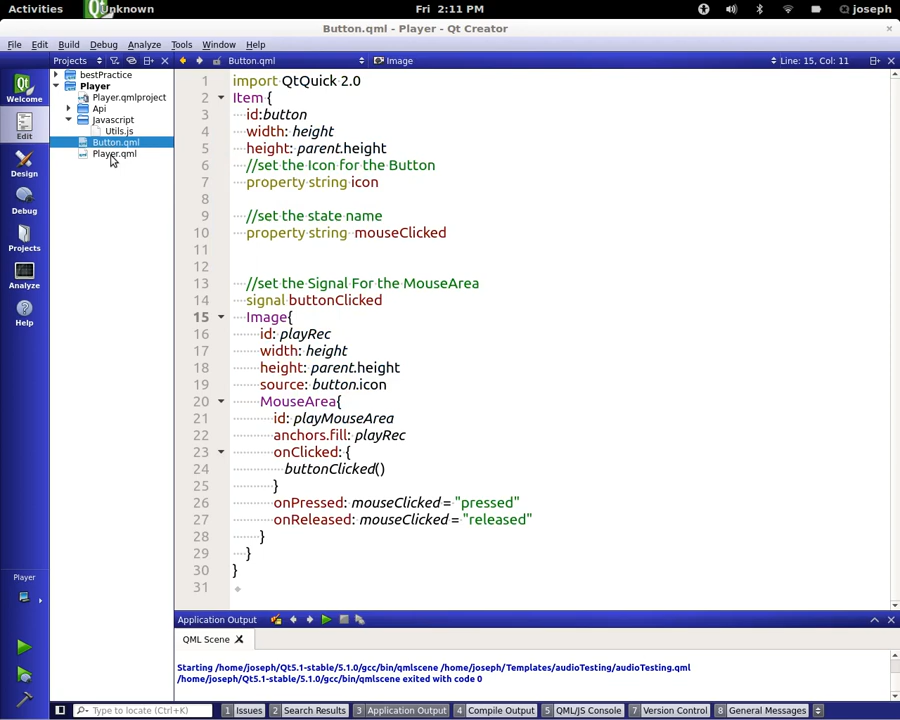 Activities Unknown Fri 2:11 PM joseph
Button.qml - Player - Qt Creator
File Edit Build Debug Analyze Tools Window Help
Projects Button.qml Image Line: 15, Col: 11
Welcome
Edit
Design
Debug
Projects
Analyze
Help
Player
bestPractice
Player
Player.qmlproject
Api
Javascript
Utils.js
Button.qml
Player.qml
1 import QtQuick 2.0
2 Item {
3 id:button
4 width: height
5 height: parent.height
6 //set the Icon for the Button
7 property string icon
8
9 //set the state name
10 property string mouseClicked
11
12
13 //set the Signal For the MouseArea
14 signal buttonClicked
15 Image{
16 id: playRec
17 width: height
18 height: parent.height
19 source: button.icon
20 MouseArea{
21 id: playMouseArea
22 anchors.fill: playRec
23 onClicked: {
24 buttonClicked()
25 }
26 onPressed: mouseClicked = "pressed"
27 onReleased: mouseClicked = "released"
28 }
29 }
30 }
31
Application Output
QML Scene
Starting /home/joseph/Qt5.1-stable/5.1.0/gcc/bin/qmlscene /home/joseph/Templates/audioTesting/audioTesting.qml
/home/joseph/Qt5.1-stable/5.1.0/gcc/bin/qmlscene exited with code 0
Type to locate (Ctrl+K) 1 Issues 2 Search Results 3 Application Output 4 Compile Output 5 QML/JS Console 7 Version Control 8 General Messages